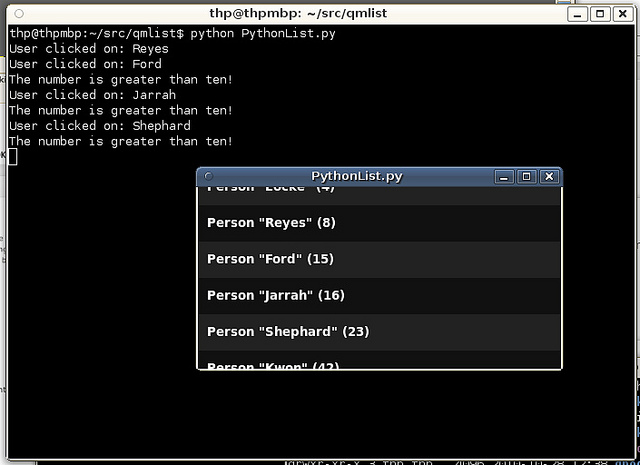 thp@thpmbp: ~/src/qmlist
thp@thpmbp:~/src/qmlist$ python PythonList.py
User clicked on: Reyes
User clicked on: Ford
The number is greater than ten!
User clicked on: Jarrah
The number is greater than ten!
User clicked on: Shephard
The number is greater than ten!
PythonList.py
Person "Locke" (4)
Person "Reyes" (8)
Person "Ford" (15)
Person "Jarrah" (16)
Person "Shephard" (23)
Person "Kwon" (42)